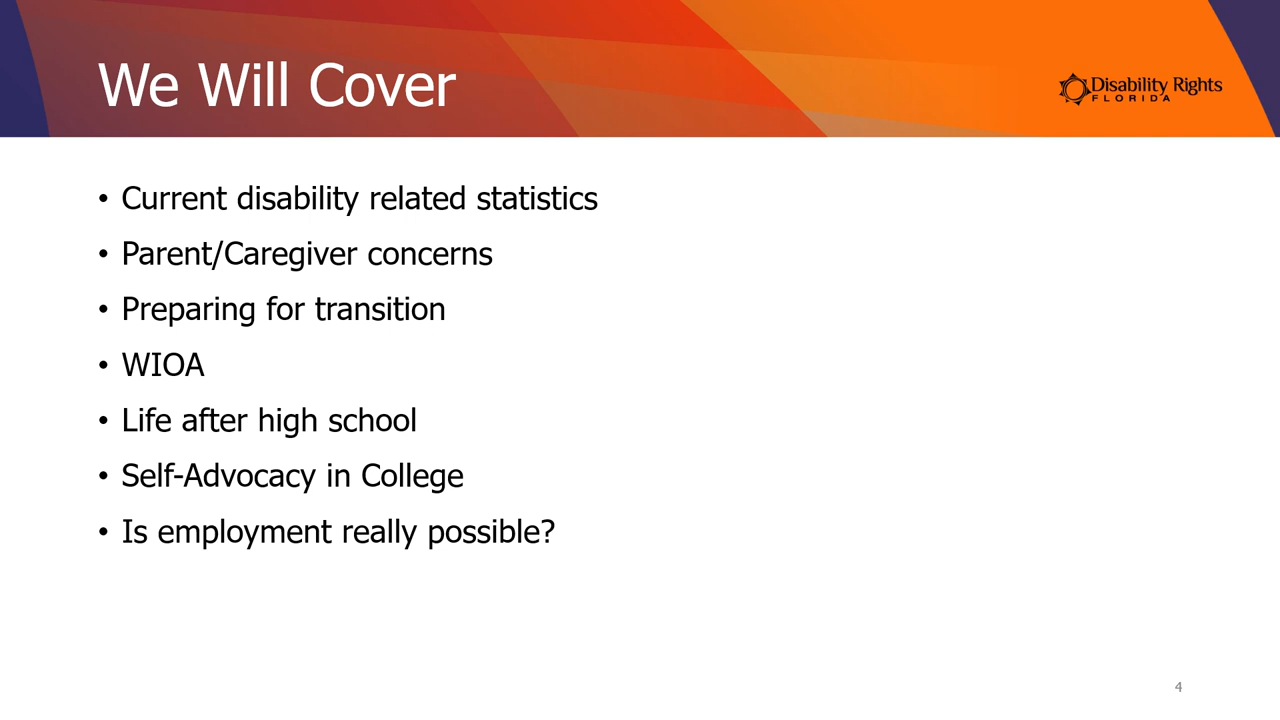 We Will Cover
Disability Rights
FLORIDA
• Current disability related statistics
• Parent/Caregiver concerns
• Preparing for transition
• WIOA
• Life after high school
• Self-Advocacy in College
• Is employment really possible?
4